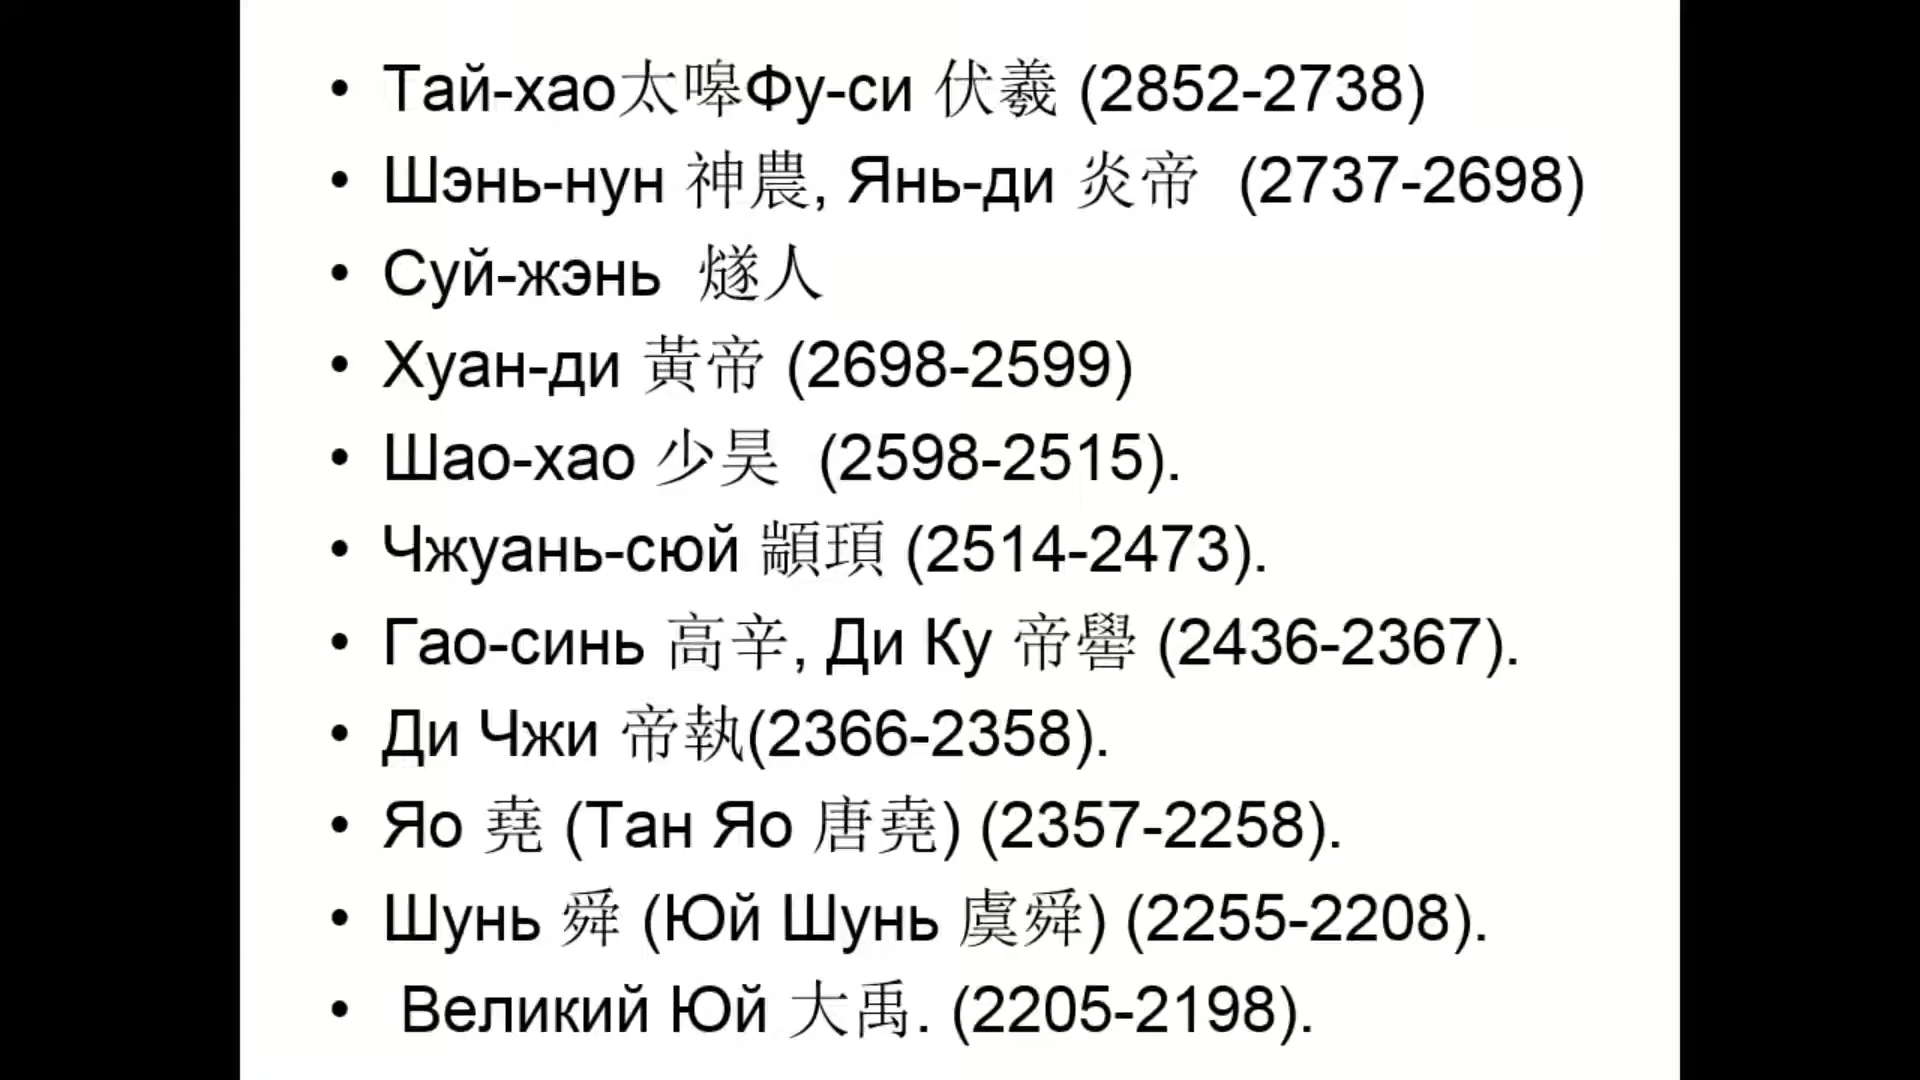 • Тай-хао太嗥Фу-си 伏羲 (2852-2738)
• Шэнь-нун 神農, Янь-ди 炎帝 (2737-2698)
• Суй-жэнь 燧人
• Хуан-ди 黃帝 (2698-2599)
• Шао-хао 少昊 (2598-2515).
• Чжуань-сюй 顓頊 (2514-2473).
• Гао-синь 高辛, Ди Ку 帝嚳 (2436-2367).
• Ди Чжи 帝執(2366-2358).
• Яо 堯 (Тан Яо 唐堯) (2357-2258).
• Шунь 舜 (Юй Шунь 虞舜) (2255-2208).
• Великий Юй 大禹. (2205-2198).